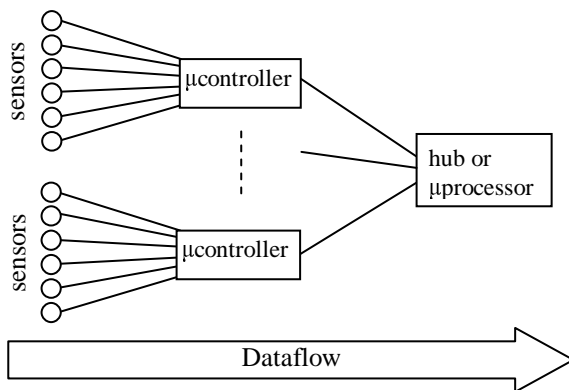 sensors
μcontroller
hub or
μprocessor
sensors
μcontroller
Dataflow